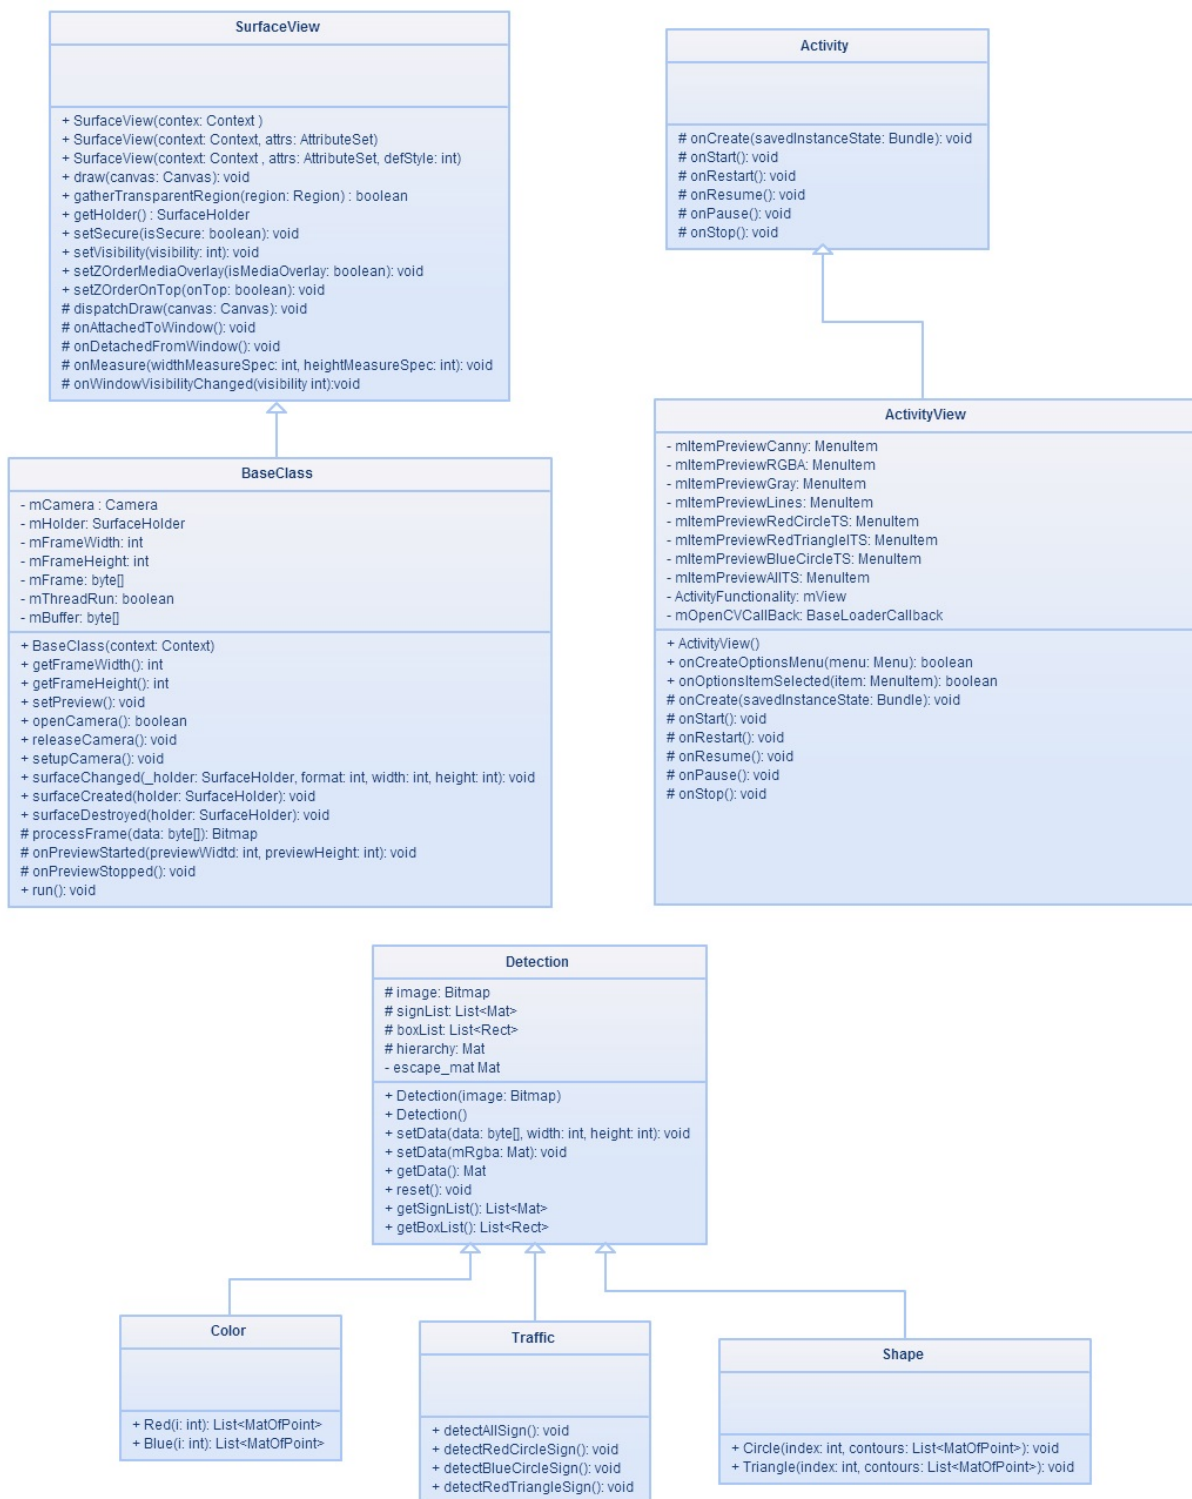 SurfaceView
+ SurfaceView(contex: Context )
+ SurfaceView(context: Context, attrs: AttributeSet)
+ SurfaceView(context: Context , attrs: AttributeSet, defStyle: int)
+ draw(canvas: Canvas): void
+ gatherTransparentRegion(region: Region) : boolean
+ getHolder() : SurfaceHolder
+ setSecure(isSecure: boolean): void
+ setVisibility(visibility: int): void
+ setZOrderMediaOverlay(isMediaOverlay: boolean): void
+ setZOrderOnTop(onTop: boolean): void
# dispatchDraw(canvas: Canvas): void
# onAttachedToWindow(): void
# onDetachedFromWindow(): void
# onMeasure(widthMeasureSpec: int, heightMeasureSpec: int): void
# onWindowVisibilityChanged(visibility int):void
Activity
# onCreate(savedInstanceState: Bundle): void
# onStart(): void
# onRestart(): void
# onResume(): void
# onPause(): void
# onStop(): void
BaseClass
- mCamera : Camera
- mHolder: SurfaceHolder
- mFrameWidth: int
- mFrameHeight: int
- mFrame: byte[]
- mThreadRun: boolean
- mBuffer: byte[]
+ BaseClass(context: Context)
+ getFrameWidth(): int
+ getFrameHeight(): int
+ setPreview(): void
+ openCamera(): boolean
+ releaseCamera(): void
+ setupCamera(): void
+ surfaceChanged(_holder: SurfaceHolder, format: int, width: int, height: int): void
+ surfaceCreated(holder: SurfaceHolder): void
+ surfaceDestroyed(holder: SurfaceHolder): void
# processFrame(data: byte[]): Bitmap
# onPreviewStarted(previewWidtd: int, previewHeight: int): void
# onPreviewStopped(): void
+ run(): void
ActivityView
- mItemPreviewCanny: MenuItem
- mItemPreviewRGBA: MenuItem
- mItemPreviewGray: MenuItem
- mItemPreviewLines: MenuItem
- mItemPreviewRedCircleTS: MenuItem
- mItemPreviewRedTriangleITS: MenuItem
- mItemPreviewBlueCircleTS: MenuItem
- mItemPreviewAllTS: MenuItem
- ActivityFunctionality: mView
- mOpenCVCallBack: BaseLoaderCallback
+ ActivityView()
+ onCreateOptionsMenu(menu: Menu): boolean
+ onOptionsItemSelected(item: MenuItem): boolean
# onCreate(savedInstanceState: Bundle): void
# onStart(): void
# onRestart(): void
# onResume(): void
# onPause(): void
# onStop(): void
Detection
# image: Bitmap
# signList: List<Mat>
# boxList: List<Rect>
# hierarchy: Mat
- escape_mat Mat
+ Detection(image: Bitmap)
+ Detection()
+ setData(data: byte[], width: int, height: int): void
+ setData(mRgba: Mat): void
+ getData(): Mat
+ reset(): void
+ getSignList(): List<Mat>
+ getBoxList(): List<Rect>
Color
+ Red(i: int): List<MatOfPoint>
+ Blue(i: int): List<MatOfPoint>
Traffic
+ detectAllSign(): void
+ detectRedCircleSign(): void
+ detectBlueCircleSign(): void
+ detectRedTriangleSign(): void
Shape
+ Circle(index: int, contours: List<MatOfPoint>): void
+ Triangle(index: int, contours: List<MatOfPoint>): void